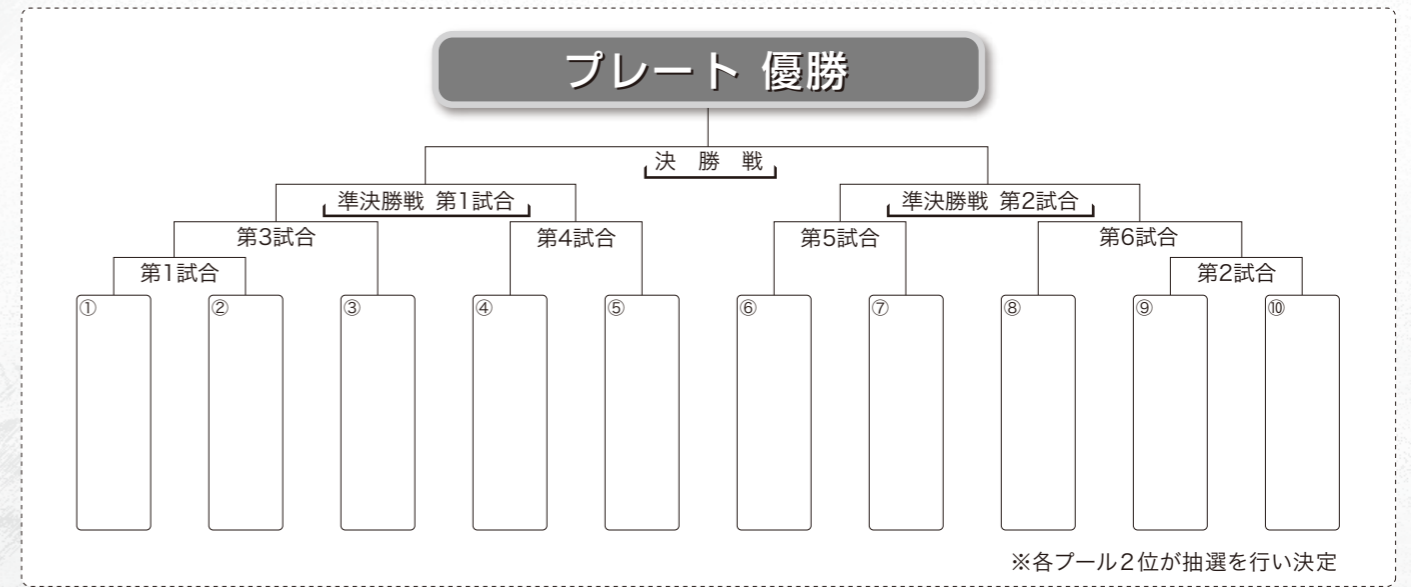 プレート 優勝
決 勝 戦
準決勝戦 第1試合
準決勝戦 第2試合
第3試合
第4試合
第5試合
第6試合
第1試合
第2試合
①
②
③
④
⑤
⑥
⑦
⑧
⑨
⑩
※各プール2位が抽選を行い決定